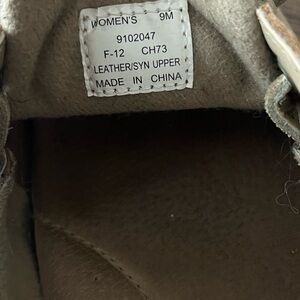 WOMEN'S 9M
9102047
F-12 CH73
LEATHER/SYN UPPER
MADE IN CHINA